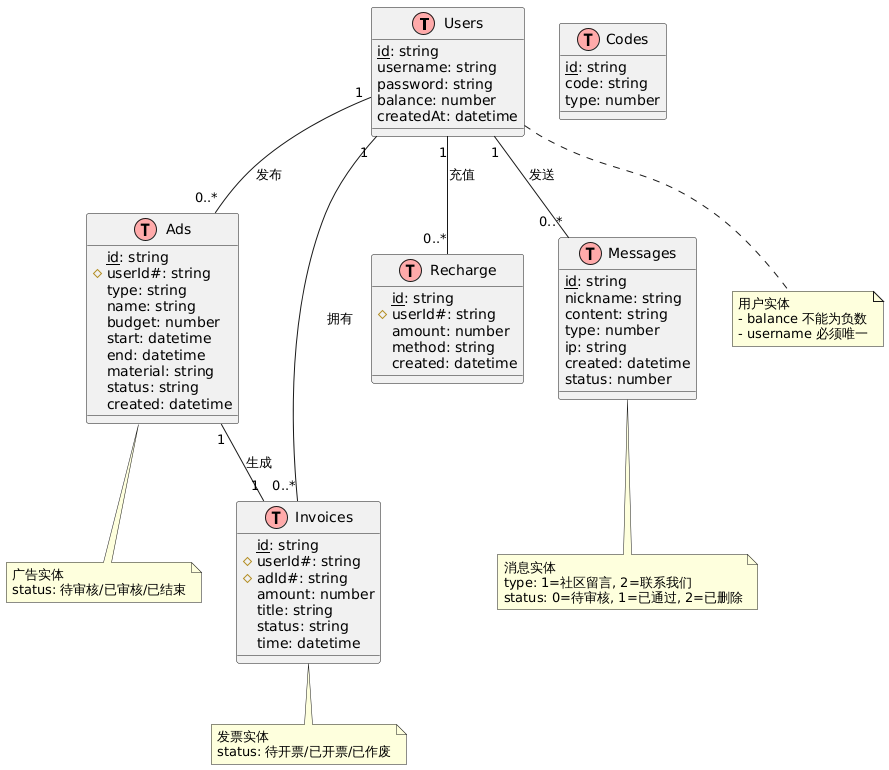 T Users
id: string
username: string
password: string
balance: number
createdAt: datetime
T Codes
id: string
code: string
type: number
1
1
1
1
发布
充值
发送
0..*
0..*
0..*
T Ads
id: string
userId#: string
type: string
name: string
budget: number
start: datetime
end: datetime
material: string
status: string
created: datetime
拥有
T Recharge
id: string
userId#: string
amount: number
method: string
created: datetime
T Messages
id: string
nickname: string
content: string
type: number
ip: string
created: datetime
status: number
用户实体
- balance 不能为负数
- username 必须唯一
1
生成
1
0..*
T Invoices
id: string
userId#: string
adId#: string
amount: number
title: string
status: string
time: datetime
广告实体
status: 待审核/已审核/已结束
消息实体
type: 1=社区留言, 2=联系我们
status: 0=待审核, 1=已通过, 2=已删除
发票实体
status: 待开票/已开票/已作废